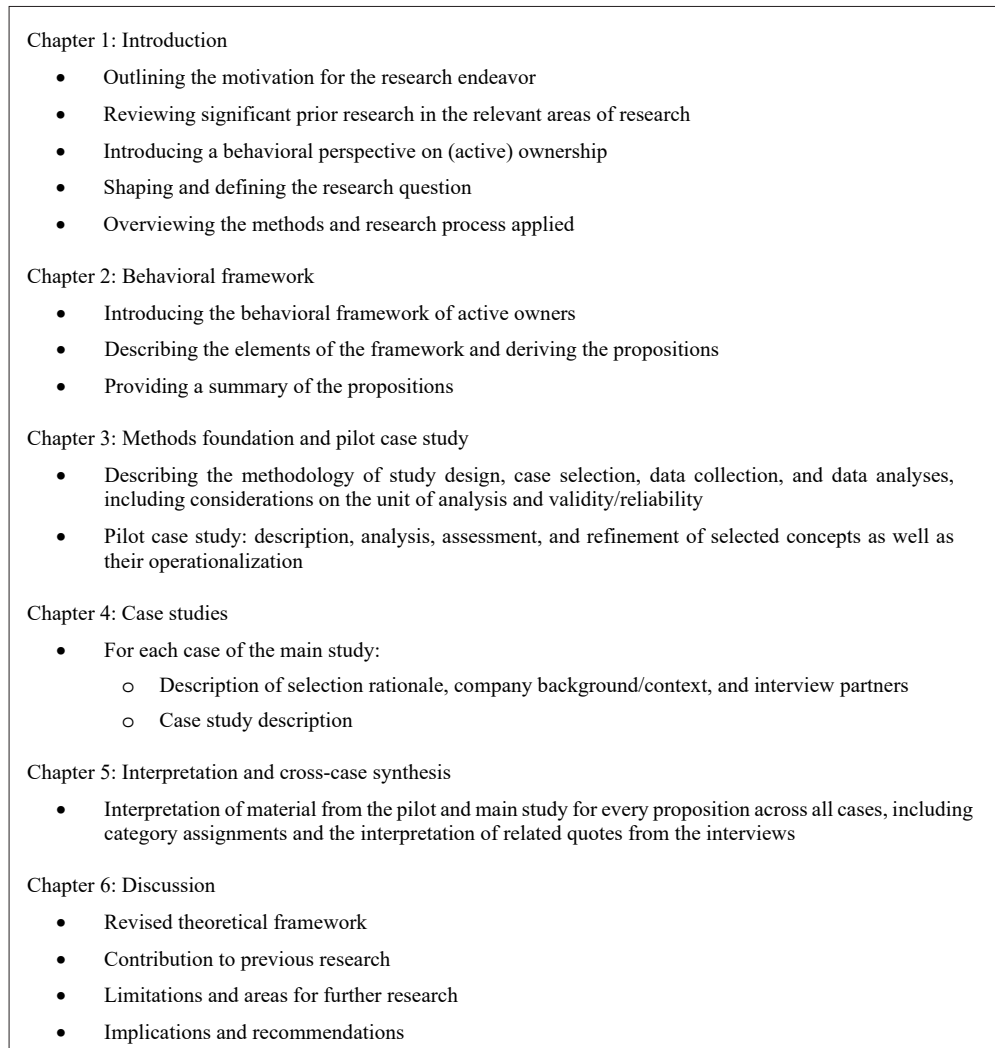 Chapter 1: Introduction
• Outlining the motivation for the research endeavor
• Reviewing significant prior research in the relevant areas of research
• Introducing a behavioral perspective on (active) ownership
• Shaping and defining the research question
• Overviewing the methods and research process applied
Chapter 2: Behavioral framework
• Introducing the behavioral framework of active owners
• Describing the elements of the framework and deriving the propositions
• Providing a summary of the propositions
Chapter 3: Methods foundation and pilot case study
• Describing the methodology of study design, case selection, data collection, and data analyses,
including considerations on the unit of analysis and validity/reliability
• Pilot case study: description, analysis, assessment, and refinement of selected concepts as well as
their operationalization
Chapter 4: Case studies
• For each case of the main study:
o Description of selection rationale, company background/context, and interview partners
o Case study description
Chapter 5: Interpretation and cross-case synthesis
• Interpretation of material from the pilot and main study for every proposition across all cases, including
category assignments and the interpretation of related quotes from the interviews
Chapter 6: Discussion
• Revised theoretical framework
• Contribution to previous research
• Limitations and areas for further research
• Implications and recommendations